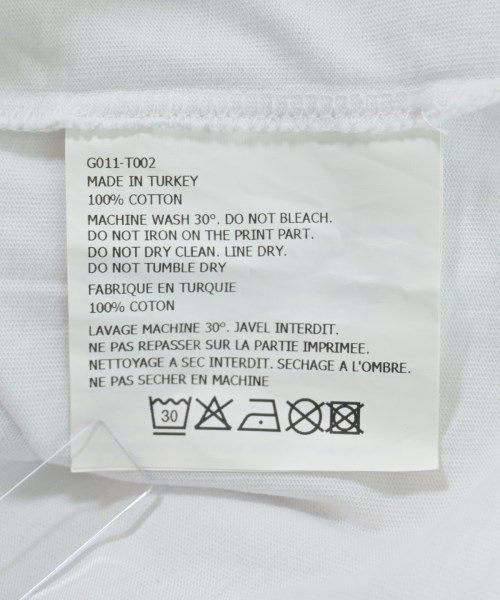 G011-T002
MADE IN TURKEY
100% COTTON
MACHINE WASH 30°. DO NOT BLEACH.
DO NOT IRON ON THE PRINT PART.
DO NOT DRY CLEAN. LINE DRY.
DO NOT TUMBLE DRY
FABRIQUE EN TURQUIE
100% COTON
LAVAGE MACHINE 30°. JAVEL INTERDIT.
NE PAS REPASSER SUR LA PARTIE IMPRIMEE.
NETTOYAGE A SEC INTERDIT. SECHAGE A L'OMBRE.
NE PAS SECHER EN MACHINE
30